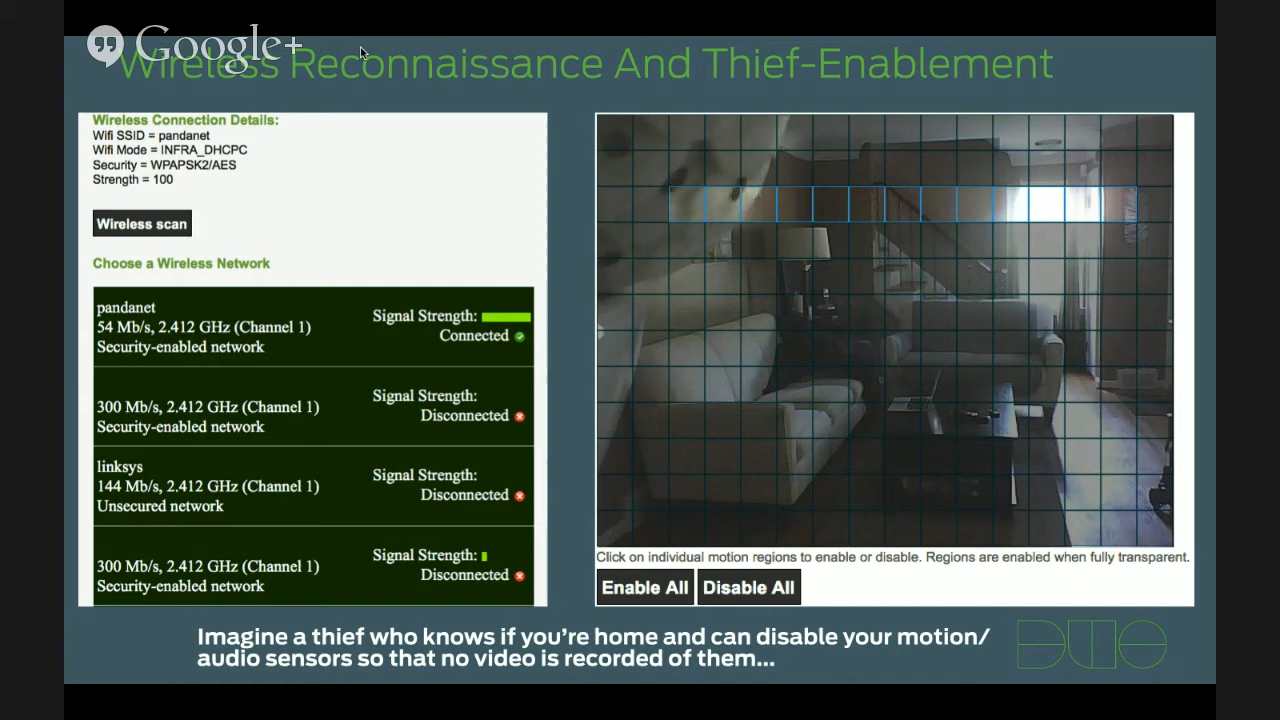 Google+
Wireless Reconnaissance And Thief-Enablement
Wireless Connection Details:
Wifi SSID = pandanet
Wifi Mode = INFRA_DHCPC
Security = WPAPSK2/AES
Strength = 100
Wireless scan
Choose a Wireless Network
pandanet
54 Mb/s, 2.412 GHz (Channel 1)
Security-enabled network
Signal Strength:
Connected
300 Mb/s, 2.412 GHz (Channel 1)
Security-enabled network
Signal Strength:
Disconnected
linksys
144 Mb/s, 2.412 GHz (Channel 1)
Unsecured network
Signal Strength:
Disconnected
300 Mb/s, 2.412 GHz (Channel 1)
Security-enabled network
Signal Strength:
Disconnected
Click on individual motion regions to enable or disable. Regions are enabled when fully transparent.
Enable All
Disable All
Imagine a thief who knows if you're home and can disable your motion/
audio sensors so that no video is recorded of them...
DUO